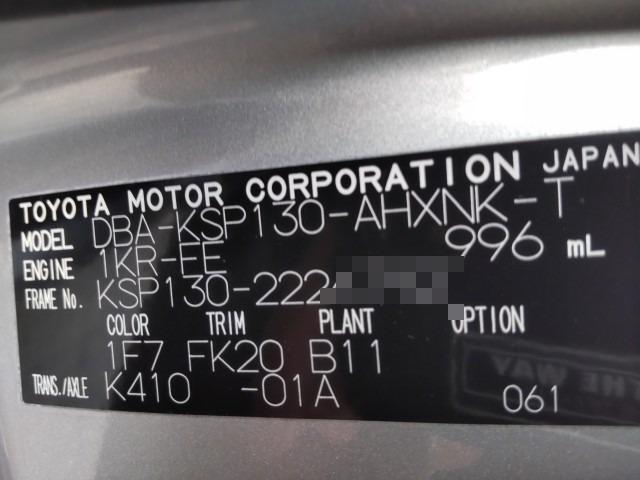 TOYOTA MOTOR CORPORATION JAPAN
MODEL DBA-KSP130-AHXNK-T
ENGINE 1KR-FE 996 mL
FRAME No. KSP130-222
COLOR TRIM PLANT OPTION
1F7 FK20 B11
TRANS./AXLE K410 -01A 061